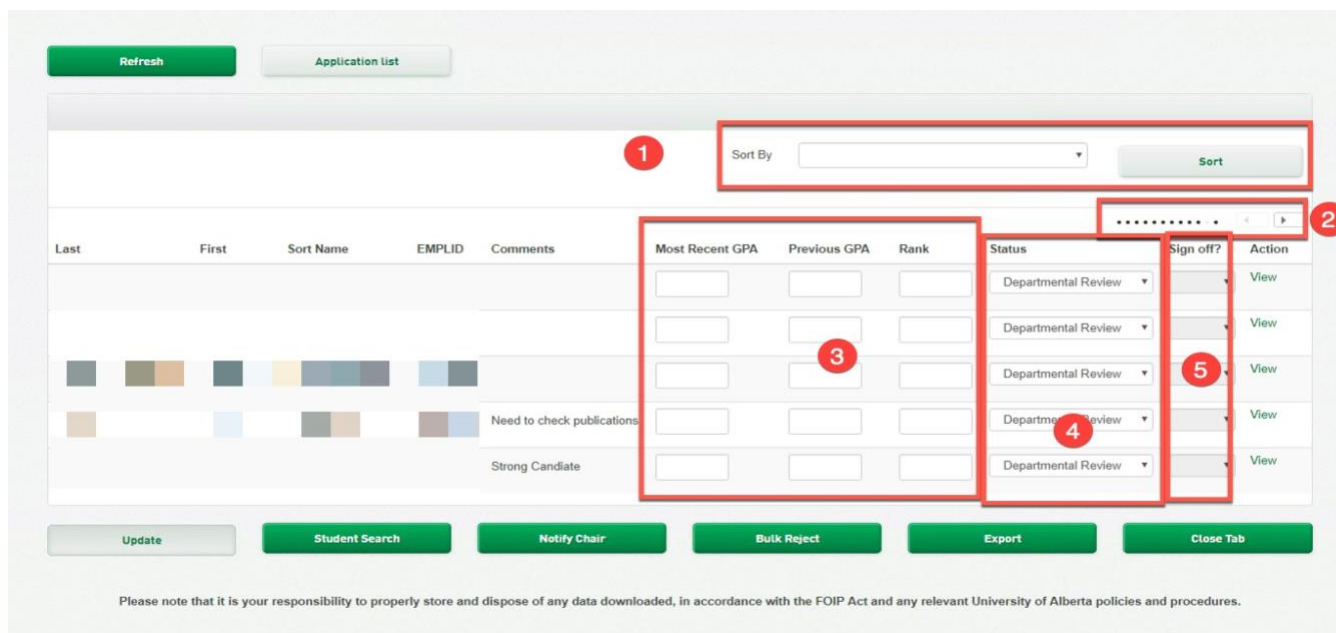 Refresh Application list
1 Sort By Sort
2
Last First Sort Name EMPLID Comments Most Recent GPA Previous GPA Rank Status Sign off? Action
Departmental Review View
Departmental Review View
3 Departmental Review 5 View
Need to check publications Departmental Review View
4
Strong Candiate Departmental Review View
Update Student Search Notify Chair Bulk Reject Export Close Tab
Please note that it is your responsibility to properly store and dispose of any data downloaded, in accordance with the FOIP Act and any relevant University of Alberta policies and procedures.